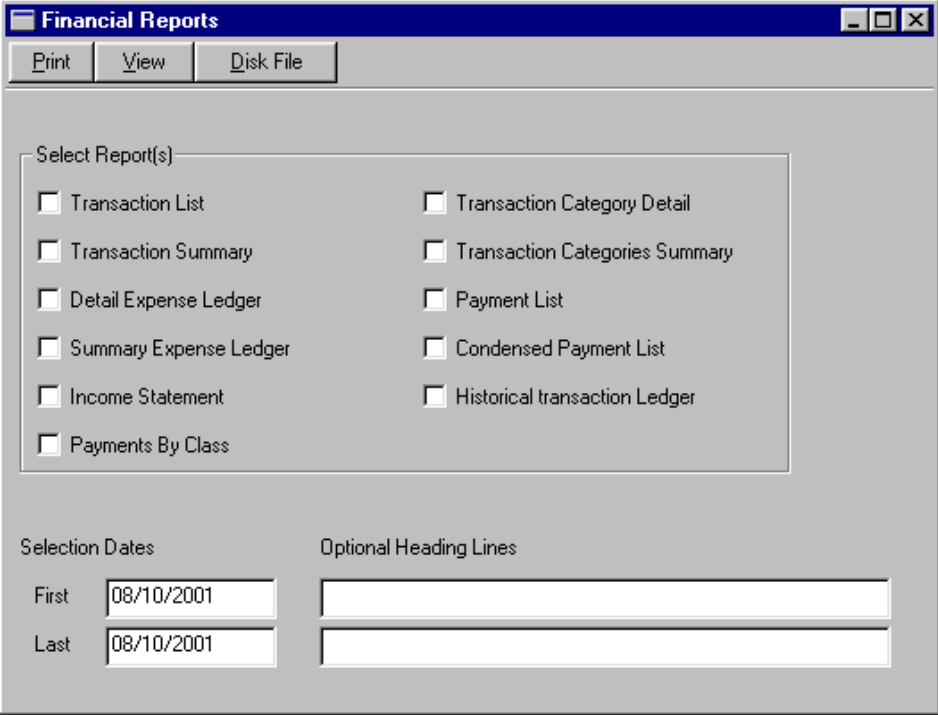 Financial Reports
Print View Disk File
Select Report(s)
Transaction List Transaction Category Detail
Transaction Summary Transaction Categories Summary
Detail Expense Ledger Payment List
Summary Expense Ledger Condensed Payment List
Income Statement Historical transaction Ledger
Payments By Class
Selection Dates Optional Heading Lines
First 08/10/2001
Last 08/10/2001